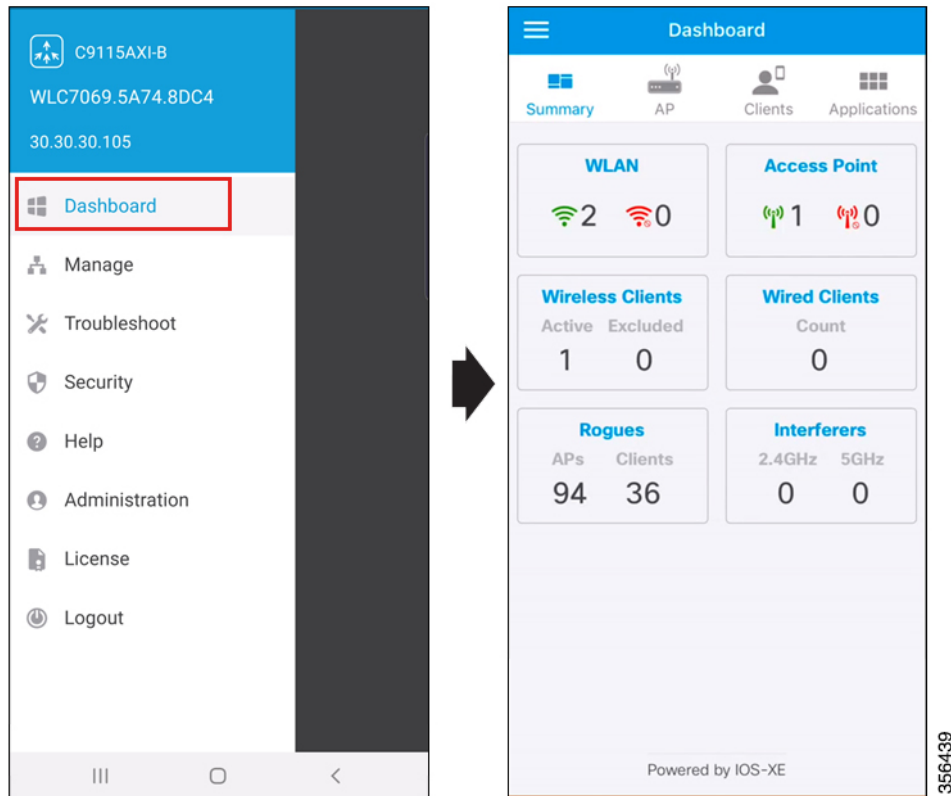 C9115AXI-B
WLC7069.5A74.8DC4
30.30.30.105
Dashboard
Manage
Troubleshoot
Security
Help
Administration
License
Logout
Dashboard
Summary AP Clients Applications
WLAN
2 0
Access Point
1 0
Wireless Clients
Active Excluded
1 0
Wired Clients
Count
0
Rogues
APs Clients
94 36
Interferers
2.4GHz 5GHz
0 0
Powered by IOS-XE
356439